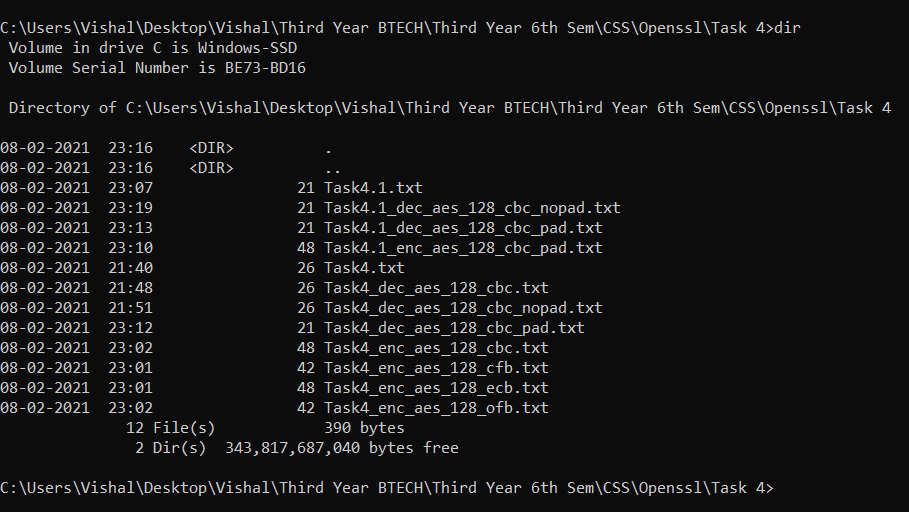 C:\Users\Vishal\Desktop\Vishal\Third Year BTECH\Third Year 6th Sem\CSS\Openssl\Task 4>dir
 Volume in drive C is Windows-SSD
 Volume Serial Number is BE73-BD16

 Directory of C:\Users\Vishal\Desktop\Vishal\Third Year BTECH\Third Year 6th Sem\CSS\Openssl\Task 4

08-02-2021  23:16    <DIR>          .
08-02-2021  23:16    <DIR>          ..
08-02-2021  23:07                21 Task4.1.txt
08-02-2021  23:19                21 Task4.1_dec_aes_128_cbc_nopad.txt
08-02-2021  23:13                21 Task4.1_dec_aes_128_cbc_pad.txt
08-02-2021  23:10                48 Task4.1_enc_aes_128_cbc_pad.txt
08-02-2021  21:40                26 Task4.txt
08-02-2021  21:48                26 Task4_dec_aes_128_cbc.txt
08-02-2021  21:51                26 Task4_dec_aes_128_cbc_nopad.txt
08-02-2021  23:12                21 Task4_dec_aes_128_cbc_pad.txt
08-02-2021  23:02                48 Task4_enc_aes_128_cbc.txt
08-02-2021  23:01                42 Task4_enc_aes_128_cfb.txt
08-02-2021  23:01                48 Task4_enc_aes_128_ecb.txt
08-02-2021  23:02                42 Task4_enc_aes_128_ofb.txt
              12 File(s)            390 bytes
               2 Dir(s)  343,817,687,040 bytes free

C:\Users\Vishal\Desktop\Vishal\Third Year BTECH\Third Year 6th Sem\CSS\Openssl\Task 4>